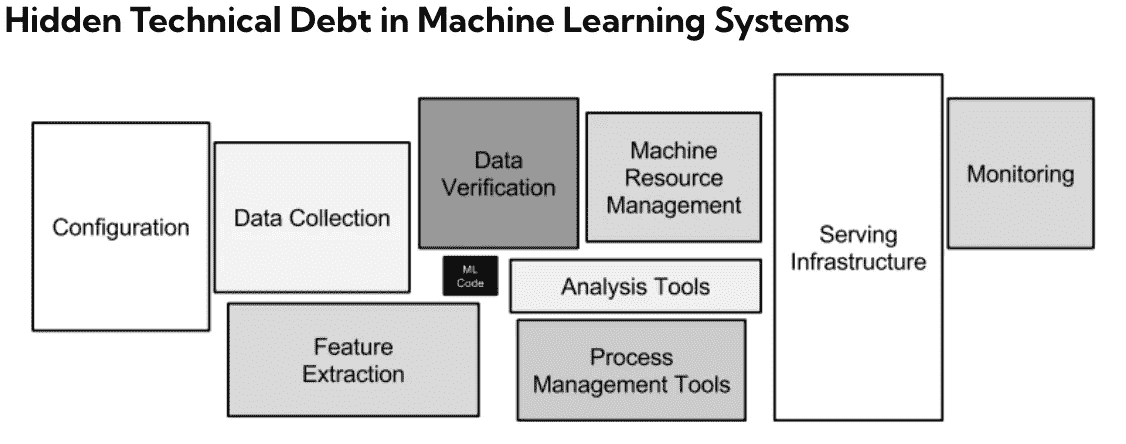 Hidden Technical Debt in Machine Learning Systems
Configuration
Data Collection
Feature
Extraction
Data
Verification
ML
Code
Machine
Resource
Management
Analysis Tools
Process
Management Tools
Serving
Infrastructure
Monitoring